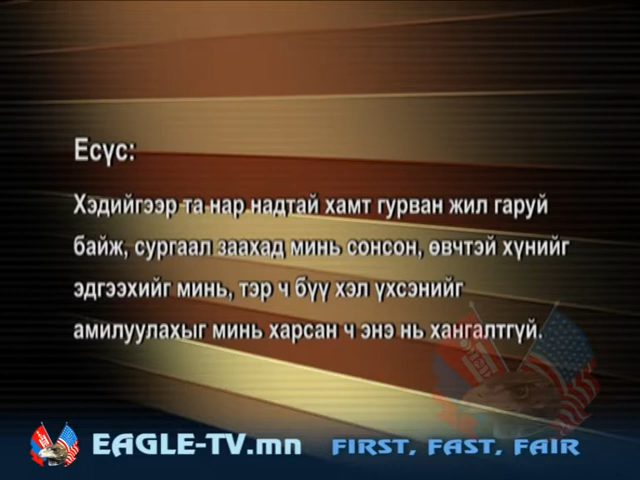 Есүс:
Хэдийгээр та нар надтай хамт гурван жил гаруй
байж, сургаал заахад минь сонсон, өвчтэй хүнийг
эдгээхийг минь, тэр ч бүү хэл үхсэнийг
амилуулахыг минь харсан ч энэ нь хангалтгүй.
EAGLE-TV.mn FIRST, FAST, FAIR